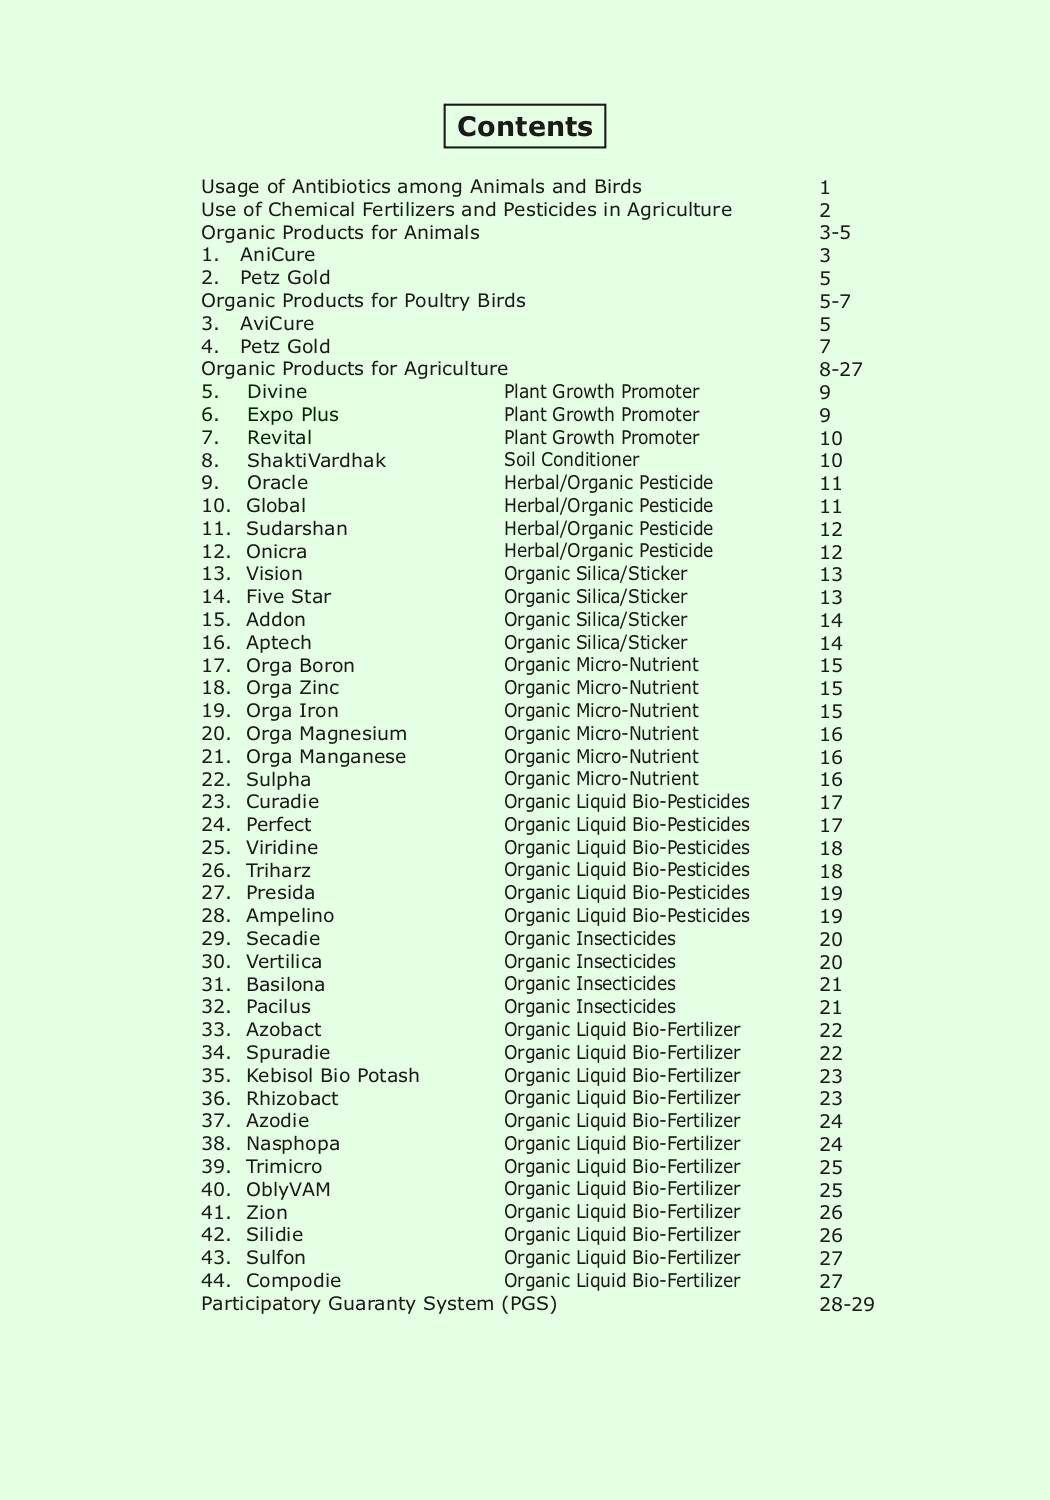 Contents
Usage of Antibiotics among Animals and Birds 1
Use of Chemical Fertilizers and Pesticides in Agriculture 2
Organic Products for Animals 3-5
1. AniCure 3
2. Petz Gold 5
Organic Products for Poultry Birds 5-7
3. AviCure 5
4. Petz Gold 7
Organic Products for Agriculture 8-27
5. Divine Plant Growth Promoter 9
6. Expo Plus Plant Growth Promoter 9
7. Revital Plant Growth Promoter 10
8. ShaktiVardhak Soil Conditioner 10
9. Oracle Herbal/Organic Pesticide 11
10. Global Herbal/Organic Pesticide 11
11. Sudarshan Herbal/Organic Pesticide 12
12. Onicra Herbal/Organic Pesticide 12
13. Vision Organic Silica/Sticker 13
14. Five Star Organic Silica/Sticker 13
15. Addon Organic Silica/Sticker 14
16. Aptech Organic Silica/Sticker 14
17. Orga Boron Organic Micro-Nutrient 15
18. Orga Zinc Organic Micro-Nutrient 15
19. Orga Iron Organic Micro-Nutrient 15
20. Orga Magnesium Organic Micro-Nutrient 16
21. Orga Manganese Organic Micro-Nutrient 16
22. Sulpha Organic Micro-Nutrient 16
23. Curadie Organic Liquid Bio-Pesticides 17
24. Perfect Organic Liquid Bio-Pesticides 17
25. Viridine Organic Liquid Bio-Pesticides 18
26. Triharz Organic Liquid Bio-Pesticides 18
27. Presida Organic Liquid Bio-Pesticides 19
28. Ampelino Organic Liquid Bio-Pesticides 19
29. Secadie Organic Insecticides 20
30. Vertilica Organic Insecticides 20
31. Basilona Organic Insecticides 21
32. Pacilus Organic Insecticides 21
33. Azobact Organic Liquid Bio-Fertilizer 22
34. Spuradie Organic Liquid Bio-Fertilizer 22
35. Kebisol Bio Potash Organic Liquid Bio-Fertilizer 23
36. Rhizobact Organic Liquid Bio-Fertilizer 23
37. Azodie Organic Liquid Bio-Fertilizer 24
38. Nasphopa Organic Liquid Bio-Fertilizer 24
39. Trimicro Organic Liquid Bio-Fertilizer 25
40. OblyVAM Organic Liquid Bio-Fertilizer 25
41. Zion Organic Liquid Bio-Fertilizer 26
42. Silidie Organic Liquid Bio-Fertilizer 26
43. Sulfon Organic Liquid Bio-Fertilizer 27
44. Compodie Organic Liquid Bio-Fertilizer 27
Participatory Guaranty System (PGS) 28-29